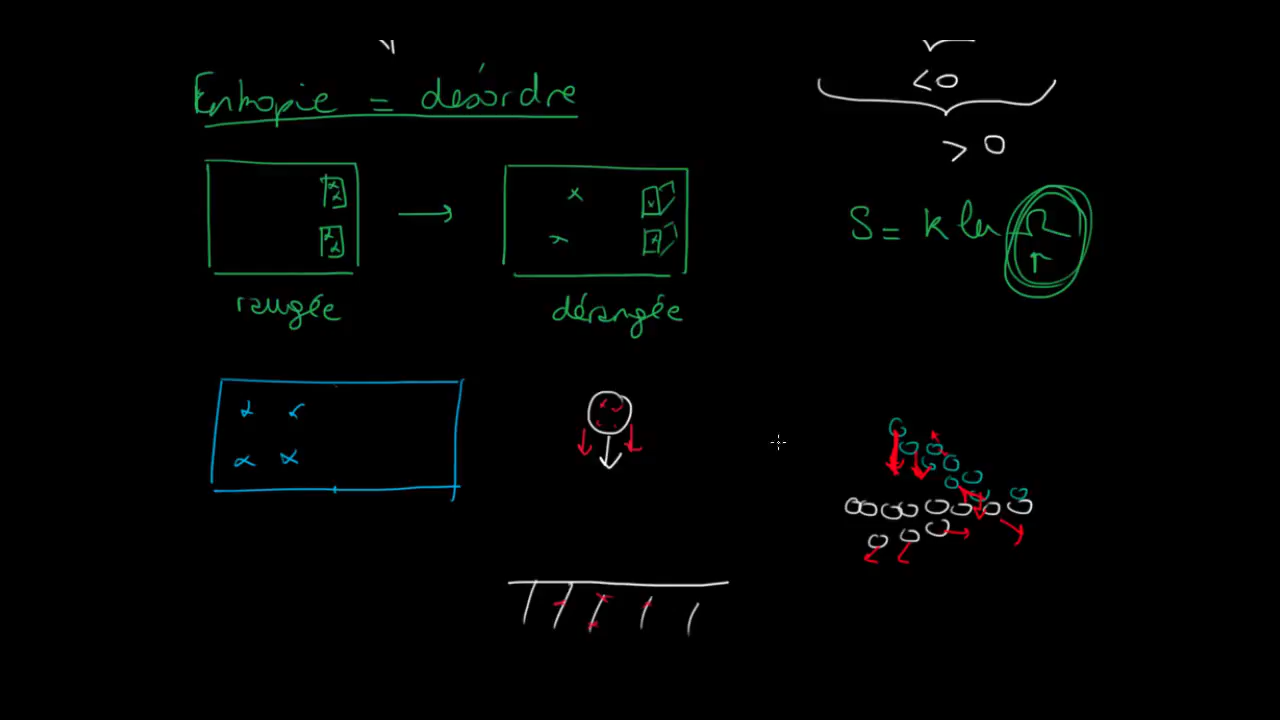 Entropie = désordre
<0
> 0
S = k ln Ω
rangée
dérangée